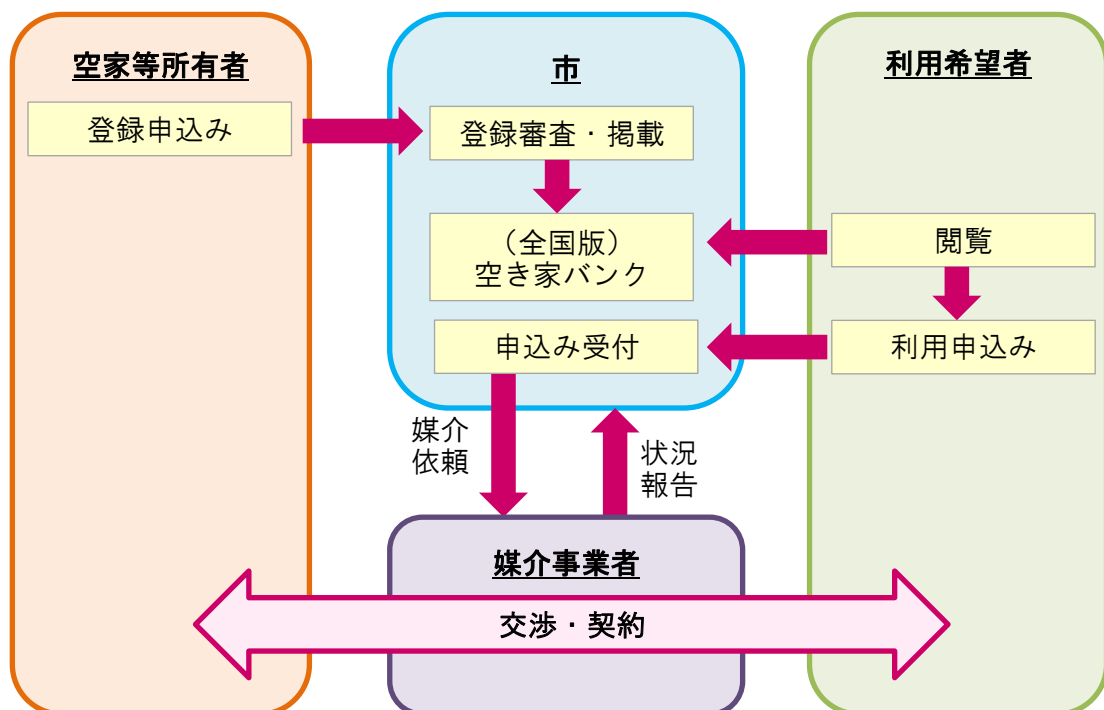 空家等所有者
登録申込み
市
登録審査・掲載
（全国版）
空き家バンク
申込み受付
利用希望者
閲覧
利用申込み
媒介
依頼
状況
報告
媒介事業者
交渉・契約